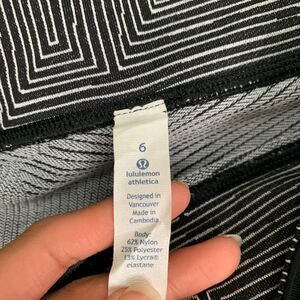 6
lululemon
athletica
Designed in
Vancouver
Made in
Cambodia
Body:
62% Nylon
25% Polyester
13% Lycra®
elastane